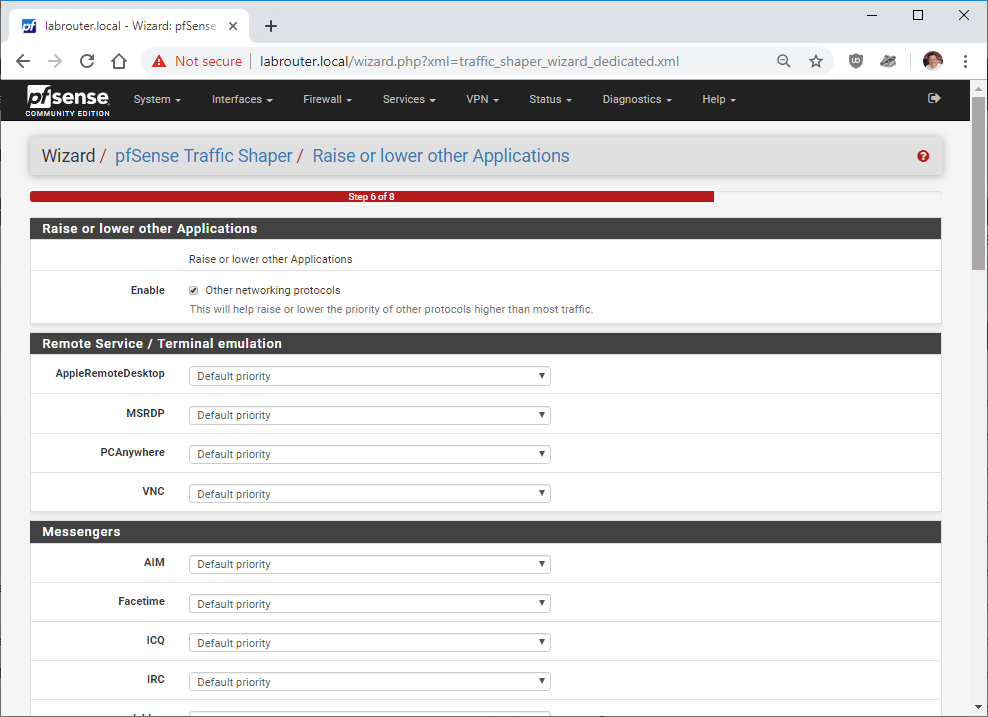 labrouter.local - Wizard: pfSense
Not secure labrouter.local/wizard.php?xml=traffic_shaper_wizard_dedicated.xml
pfsense COMMUNITY EDITION System Interfaces Firewall Services VPN Status Diagnostics Help
Wizard / pfSense Traffic Shaper / Raise or lower other Applications
Step 6 of 8
Raise or lower other Applications
Raise or lower other Applications
Enable Other networking protocols
This will help raise or lower the priority of other protocols higher than most traffic.
Remote Service / Terminal emulation
AppleRemoteDesktop Default priority
MSRDP Default priority
PCAnywhere Default priority
VNC Default priority
Messengers
AIM Default priority
Facetime Default priority
ICQ Default priority
IRC Default priority